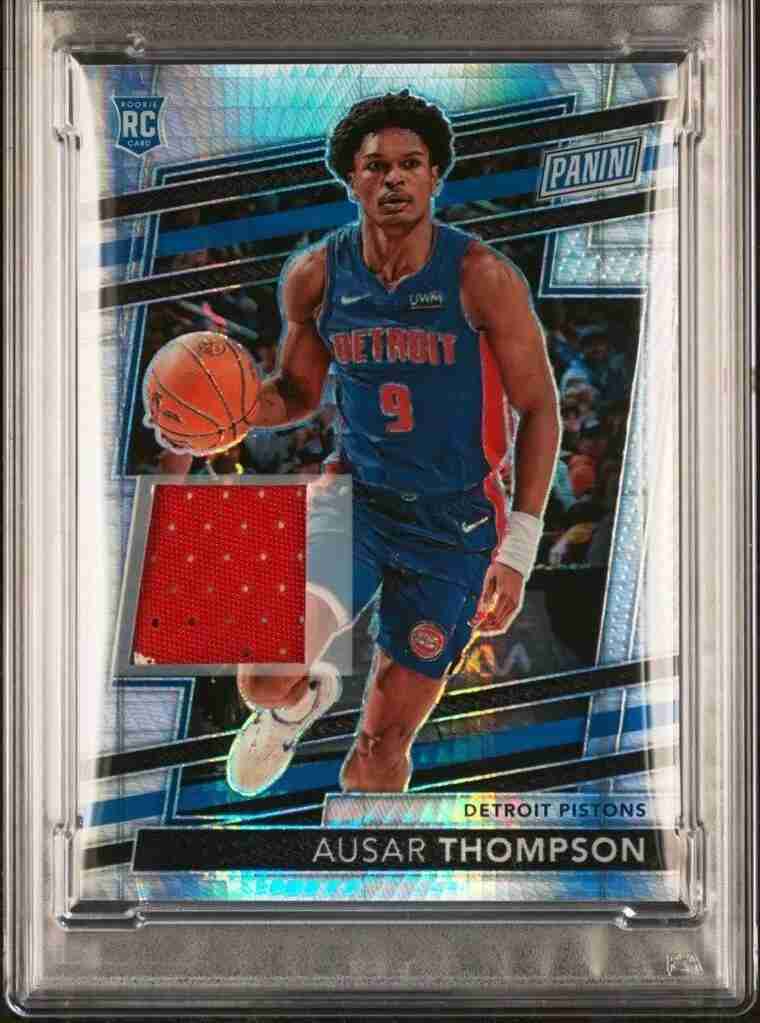 ROOKIE
RC
CARD
PANINI
UWM
DETROIT
9
DETROIT PISTONS
AUSAR THOMPSON